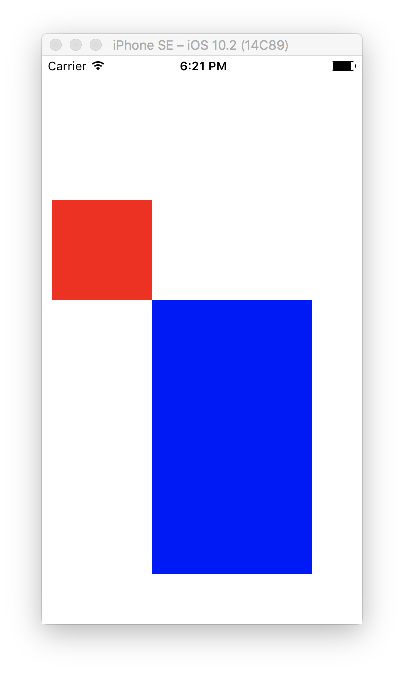 iPhone SE – iOS 10.2 (14C89)
Carrier 6:21 PM